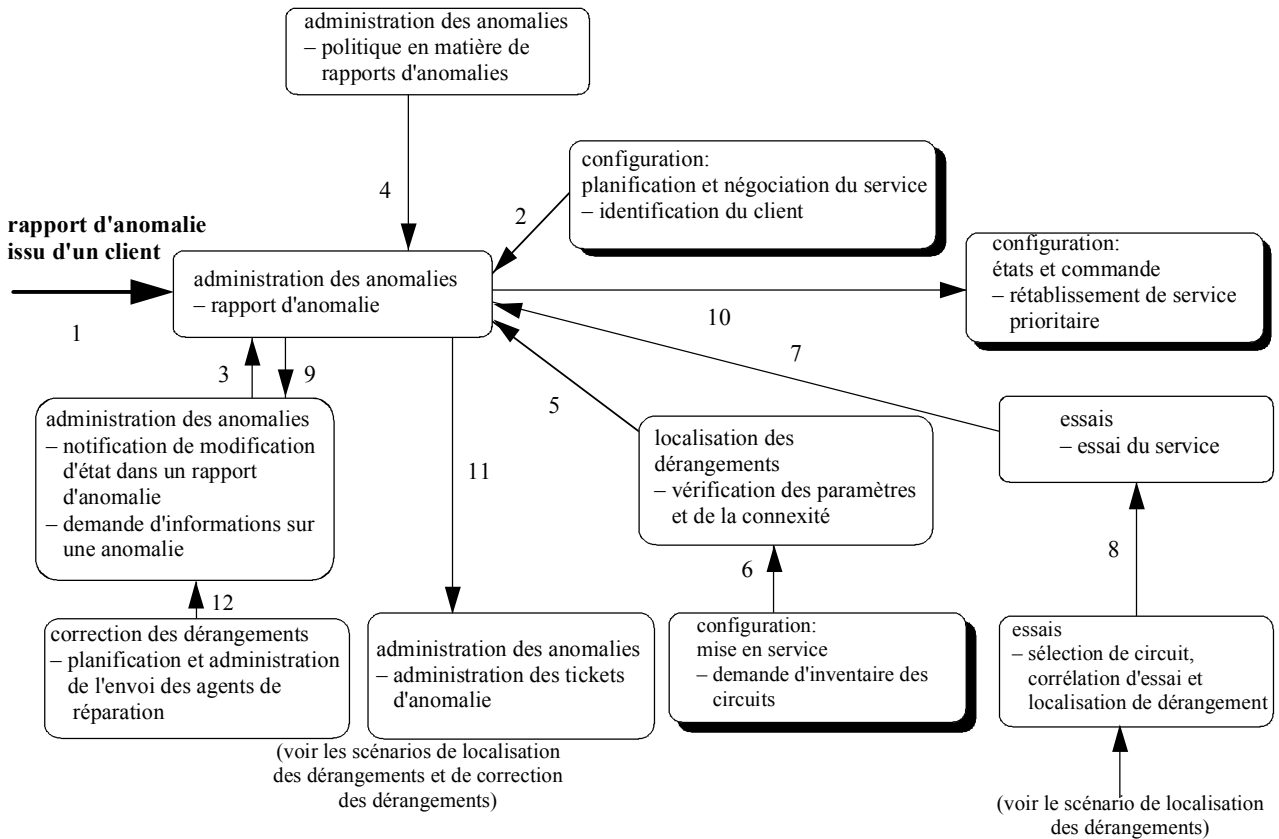 administration des anomalies
– politique en matière de
rapports d'anomalies
4
configuration:
planification et négociation du service
– identification du client
2
rapport d'anomalie
issu d'un client
1
administration des anomalies
– rapport d'anomalie
configuration:
états et commande
– rétablissement de service
prioritaire
10
7
3
9
5
11
administration des anomalies
– notification de modification
d'état dans un rapport
d'anomalie
– demande d'informations sur
une anomalie
localisation des
dérangements
– vérification des paramètres
et de la connexité
essais
– essai du service
6
8
12
correction des dérangements
– planification et administration
de l'envoi des agents de
réparation
administration des anomalies
– administration des tickets
d'anomalie
(voir les scénarios de localisation
des dérangements et de correction
des dérangements)
configuration:
mise en service
– demande d'inventaire des
circuits
essais
– sélection de circuit,
corrélation d'essai et
localisation de dérangement
(voir le scénario de localisation
des dérangements)